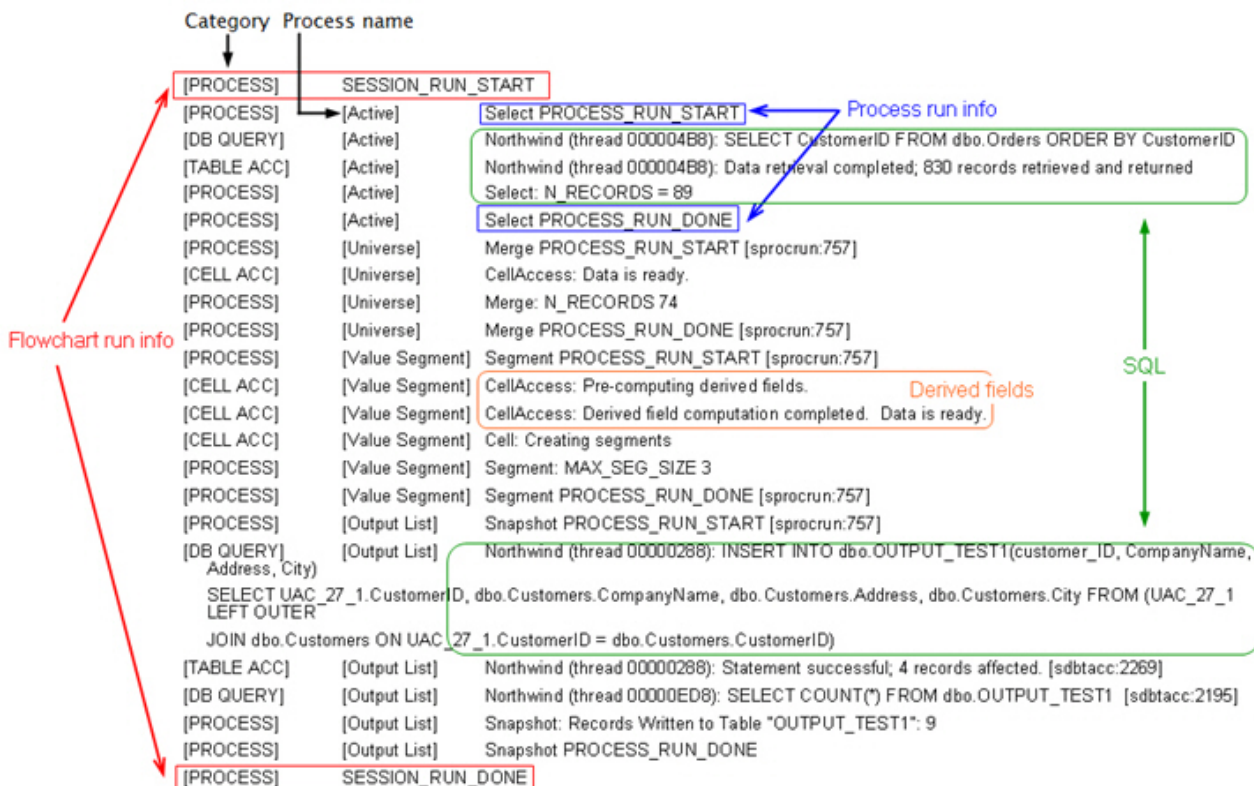 Category Process name
[PROCESS] SESSION_RUN_START
[PROCESS] [Active] Select PROCESS_RUN_START Process run info
[DB QUERY] [Active] Northwind (thread 000004B8): SELECT CustomerID FROM dbo.Orders ORDER BY CustomerID
[TABLE ACC] [Active] Northwind (thread 000004B8): Data retrieval completed; 830 records retrieved and returned
[PROCESS] [Active] Select: N_RECORDS = 89
[PROCESS] [Active] Select PROCESS_RUN_DONE
[PROCESS] [Universe] Merge PROCESS_RUN_START [sprocrun:757]
[CELL ACC] [Universe] CellAccess: Data is ready.
[PROCESS] [Universe] Merge: N_RECORDS 74
[PROCESS] [Universe] Merge PROCESS_RUN_DONE [sprocrun:757]
Flowchart run info
[PROCESS] [Value Segment] Segment PROCESS_RUN_START [sprocrun:757]
SQL
[CELL ACC] [Value Segment] CellAccess: Pre-computing derived fields. Derived fields
[CELL ACC] [Value Segment] CellAccess: Derived field computation completed. Data is ready.
[CELL ACC] [Value Segment] Cell: Creating segments
[PROCESS] [Value Segment] Segment: MAX_SEG_SIZE 3
[PROCESS] [Value Segment] Segment PROCESS_RUN_DONE [sprocrun:757]
[PROCESS] [Output List] Snapshot PROCESS_RUN_START [sprocrun:757]
[DB QUERY] [Output List] Northwind (thread 00000288): INSERT INTO dbo.OUTPUT_TEST1(customer_ID, CompanyName,
Address, City)
SELECT UAC_27_1.CustomerID, dbo.Customers.CompanyName, dbo.Customers.Address, dbo.Customers.City FROM (UAC_27_1
LEFT OUTER
JOIN dbo.Customers ON UAC_27_1.CustomerID = dbo.Customers.CustomerID)
[TABLE ACC] [Output List] Northwind (thread 00000288): Statement successful; 4 records affected. [sdbtacc:2269]
[DB QUERY] [Output List] Northwind (thread 00000ED8): SELECT COUNT(*) FROM dbo.OUTPUT_TEST1 [sdbtacc:2195]
[PROCESS] [Output List] Snapshot: Records Written to Table "OUTPUT_TEST1": 9
[PROCESS] [Output List] Snapshot PROCESS_RUN_DONE
[PROCESS] SESSION_RUN_DONE